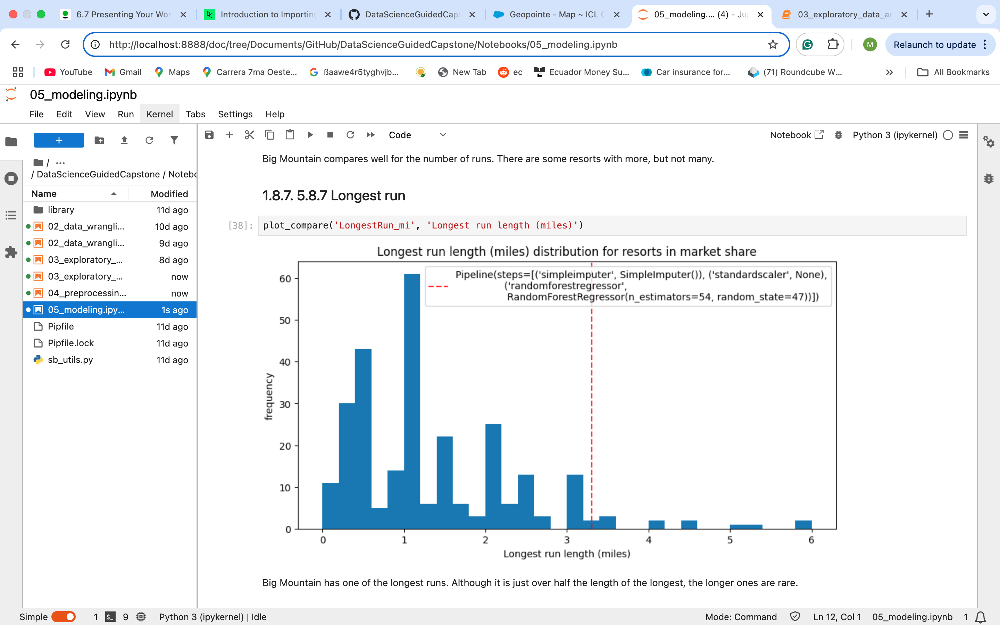 6.7 Presenting Your Wor
Introduction to Importing
DataScienceGuidedCaps
Geopointe - Map ~ ICL C
05_modeling.... (4) - Ju
03_exploratory_data_a
http://localhost:8888/doc/tree/Documents/GitHub/DataScienceGuidedCapstone/Notebooks/05_modeling.ipynb
M
Relaunch to update
YouTube
Gmail
Maps
Carrera 7ma Oeste...
ßaawe4r5tyghvjb...
New Tab
ec
Ecuador Money Su...
Car insurance for...
(71) Roundcube W...
All Bookmarks
05_modeling.ipynb
File Edit View Run Kernel Tabs Settings Help
Code
Notebook
Python 3 (ipykernel)
/ ...
/ DataScienceGuidedCapstone / Notebo
Name Modified
library 11d ago
02_data_wrangli... 10d ago
02_data_wrangli... 9d ago
03_exploratory_... 8d ago
03_exploratory_... now
04_preprocessin... now
05_modeling.ipy... 1s ago
Pipfile 11d ago
Pipfile.lock 11d ago
sb_utils.py 11d ago
Big Mountain compares well for the number of runs. There are some resorts with more, but not many.
1.8.7. 5.8.7 Longest run
[38]: plot_compare('LongestRun_mi', 'Longest run length (miles)')
Longest run length (miles) distribution for resorts in market share
Pipeline(steps=[('simpleimputer', SimpleImputer()), ('standardscaler', None),
('randomforestregressor',
RandomForestRegressor(n_estimators=54, random_state=47))])
60
50
40
30
20
10
0
frequency
0 1 2 3 4 5 6
Longest run length (miles)
Big Mountain has one of the longest runs. Although it is just over half the length of the longest, the longer ones are rare.
Simple 1 $_ 9 Python 3 (ipykernel) | Idle
Mode: Command Ln 12, Col 1 05_modeling.ipynb 1